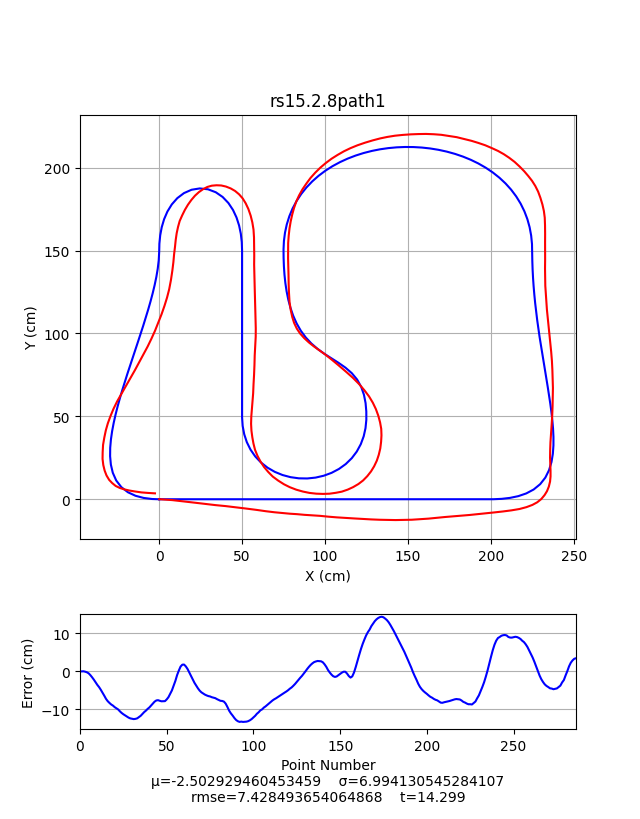 rs15.2.8path1
200
150
100
50
0
Y (cm)
0 50 100 150 200 250
X (cm)
10
0
−10
Error (cm)
0 50 100 150 200 250
Point Number
μ=-2.502929460453459 σ=6.994130545284107
rmse=7.428493654064868 t=14.299